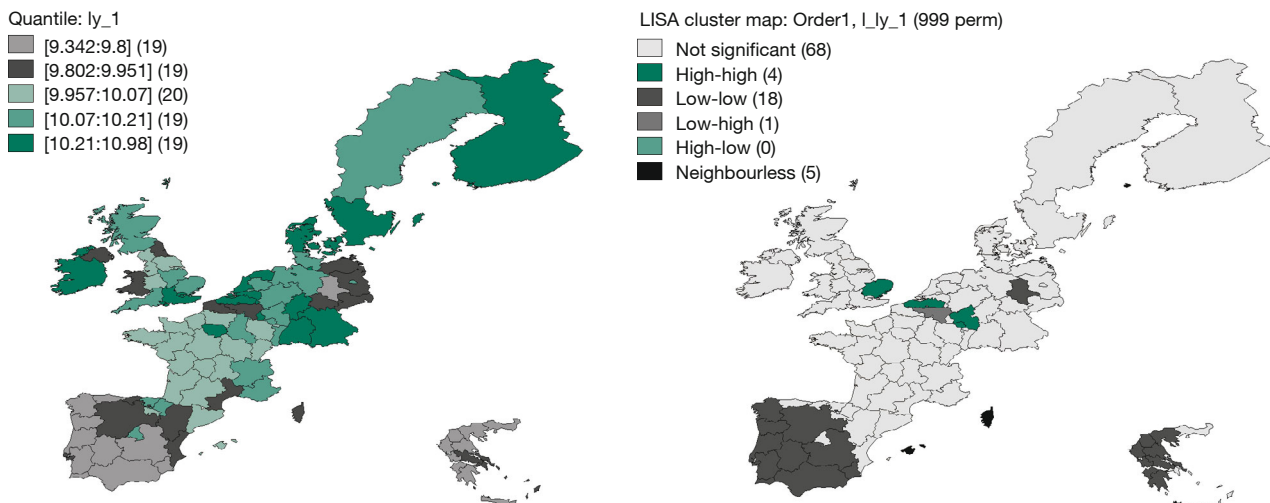 Quantile: ly_1
[9.342:9.8] (19)
[9.802:9.951] (19)
[9.957:10.07] (20)
[10.07:10.21] (19)
[10.21:10.98] (19)
LISA cluster map: Order1, I_ly_1 (999 perm)
Not significant (68)
High-high (4)
Low-low (18)
Low-high (1)
High-low (0)
Neighbourless (5)